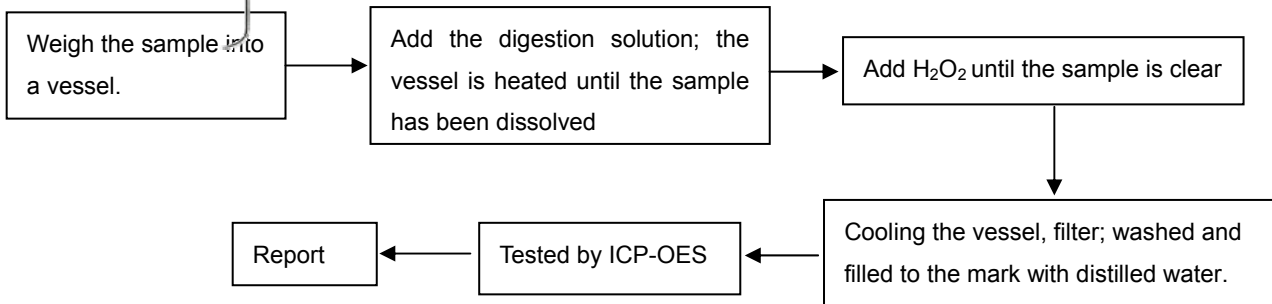 Weigh the sample into
a vessel.
Add the digestion solution; the
vessel is heated until the sample
has been dissolved
Add H₂O₂ until the sample is clear
Cooling the vessel, filter; washed and
filled to the mark with distilled water.
Tested by ICP-OES
Report